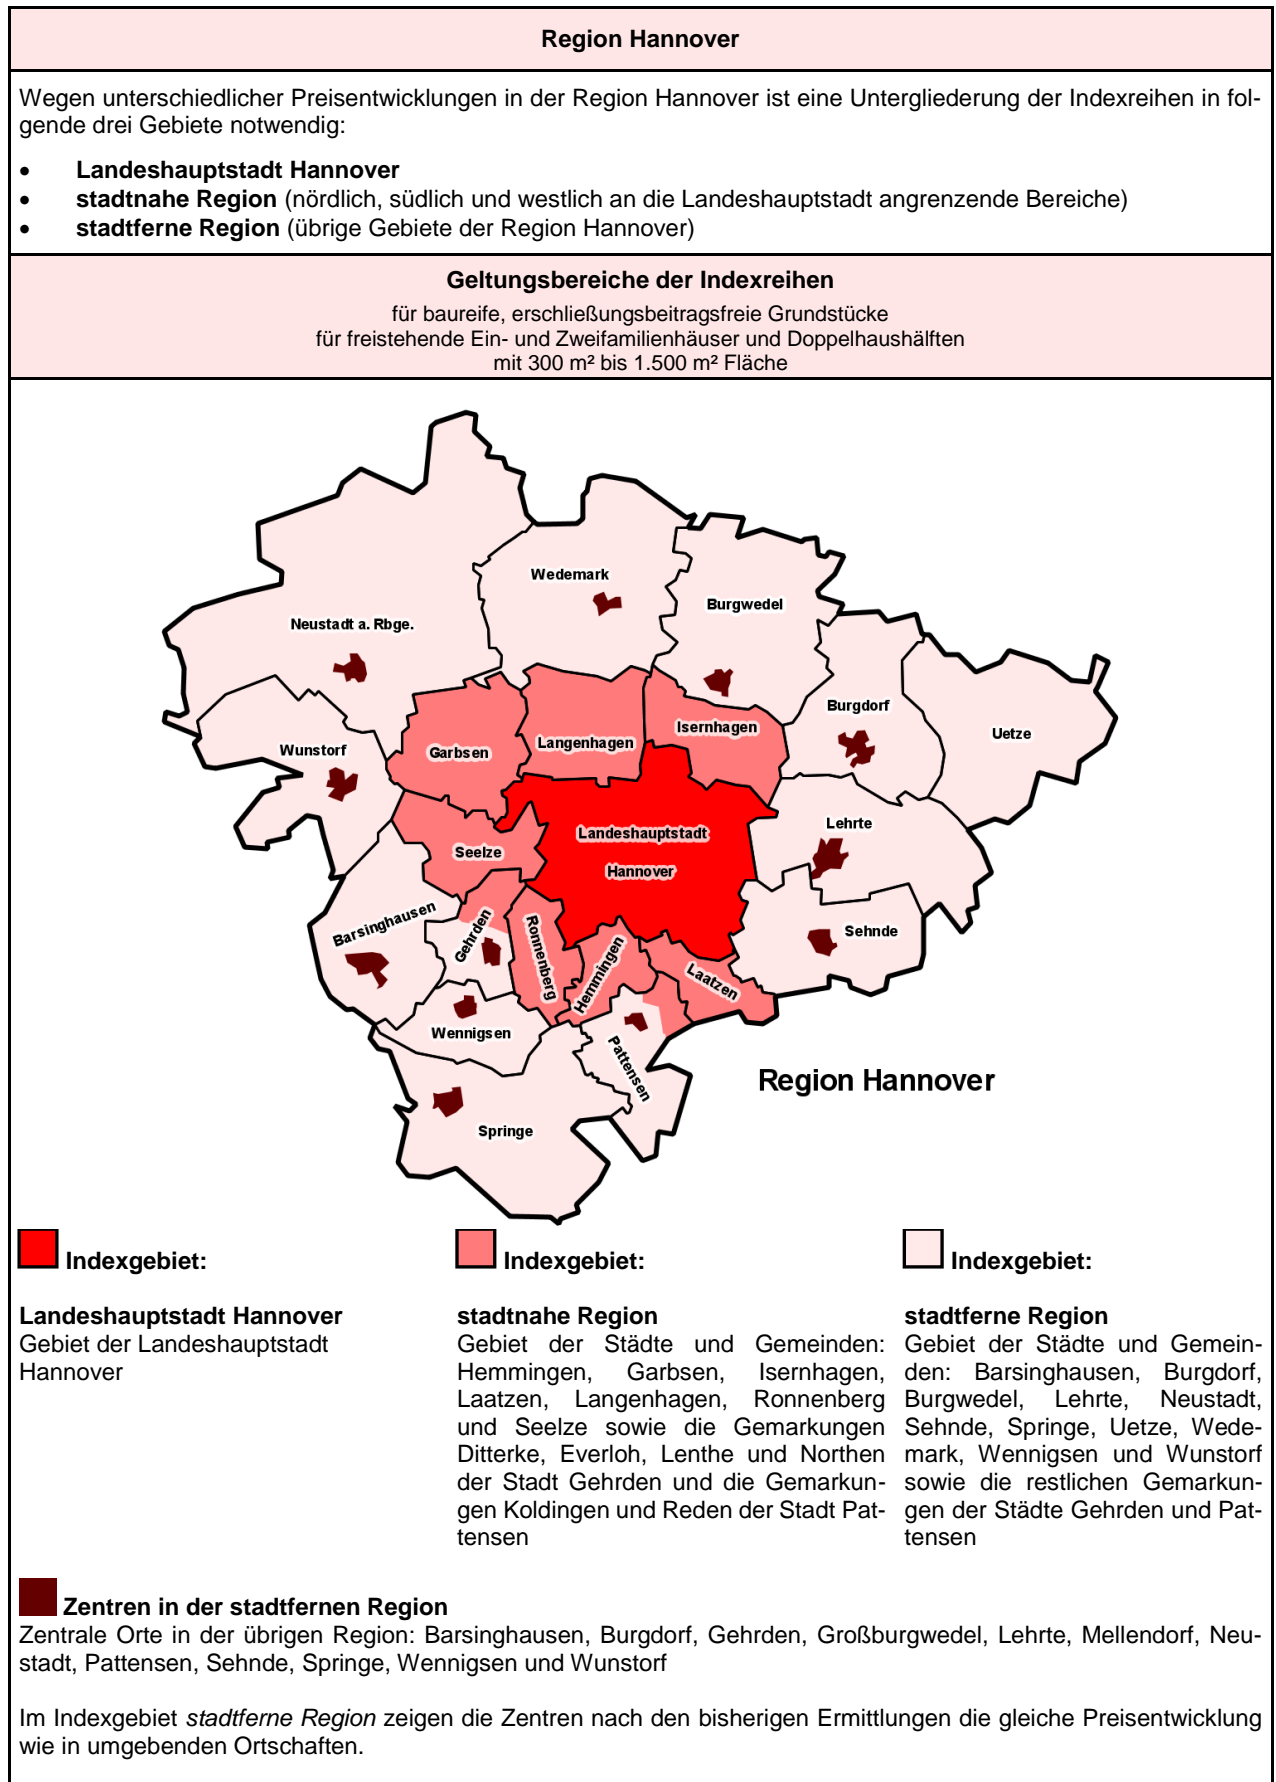 Region Hannover
Wegen unterschiedlicher Preisentwicklungen in der Region Hannover ist eine Untergliederung der Indexreihen in fol-
gende drei Gebiete notwendig:
• Landeshauptstadt Hannover
• stadtnahe Region (nördlich, südlich und westlich an die Landeshauptstadt angrenzende Bereiche)
• stadtferne Region (übrige Gebiete der Region Hannover)
Geltungsbereiche der Indexreihen
für baureife, erschließungsbeitragsfreie Grundstücke
für freistehende Ein- und Zweifamilienhäuser und Doppelhaushälften
mit 300 m² bis 1.500 m² Fläche
Wedemark
Burgwedel
Neustadt a. Rbge.
Burgdorf
Isernhagen
Uetze
Langenhagen
Wunstorf
Garbsen
Lehrte
Landeshauptstadt
Hannover
Seelze
Barsinghausen
Gehrden
Ronnenberg
Hemmingen
Laatzen
Sehnde
Wennigsen
Pattensen
Region Hannover
Springe
Indexgebiet:
Landeshauptstadt Hannover
Gebiet der Landeshauptstadt
Hannover
Indexgebiet:
stadtnahe Region
Gebiet der Städte und Gemeinden:
Hemmingen, Garbsen, Isernhagen,
Laatzen, Langenhagen, Ronnenberg
und Seelze sowie die Gemarkungen
Ditterke, Everloh, Lenthe und Northen
der Stadt Gehrden und die Gemarkun-
gen Koldingen und Reden der Stadt Pat-
tensen
Indexgebiet:
stadtferne Region
Gebiet der Städte und Gemein-
den: Barsinghausen, Burgdorf,
Burgwedel, Lehrte, Neustadt,
Sehnde, Springe, Uetze, Wede-
mark, Wennigsen und Wunstorf
sowie die restlichen Gemarkun-
gen der Städte Gehrden und Pat-
tensen
Zentren in der stadtfernen Region
Zentrale Orte in der übrigen Region: Barsinghausen, Burgdorf, Gehrden, Großburgwedel, Lehrte, Mellendorf, Neu-
stadt, Pattensen, Sehnde, Springe, Wennigsen und Wunstorf
Im Indexgebiet stadtferne Region zeigen die Zentren nach den bisherigen Ermittlungen die gleiche Preisentwicklung
wie in umgebenden Ortschaften.